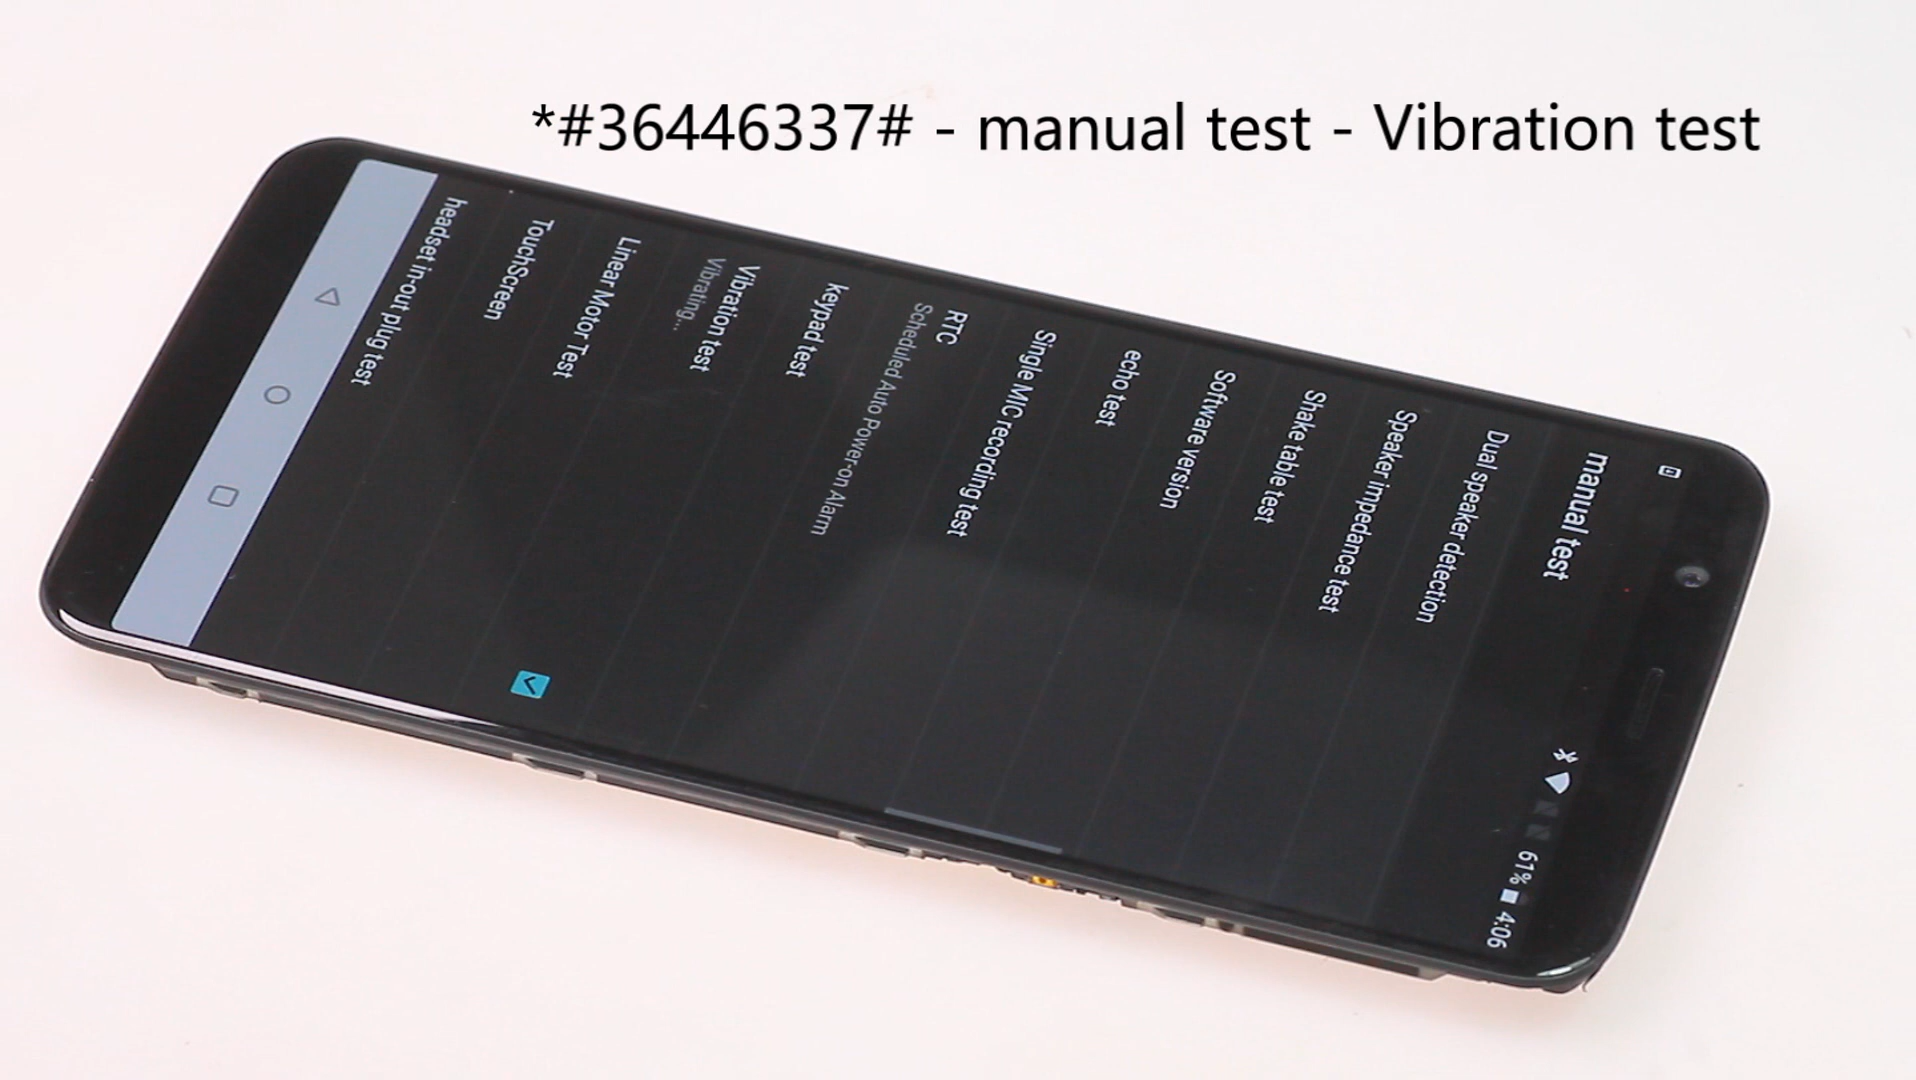 *#36446337# - manual test - Vibration test
61% 4:06
manual test
Dual speaker detection
Speaker impedance test
Shake table test
Software version
echo test
Single MIC recording test
RTC
Scheduled Auto Power-on Alarm
keypad test
Vibration test
Vibrating...
Linear Motor Test
TouchScreen
headset in-out plug test